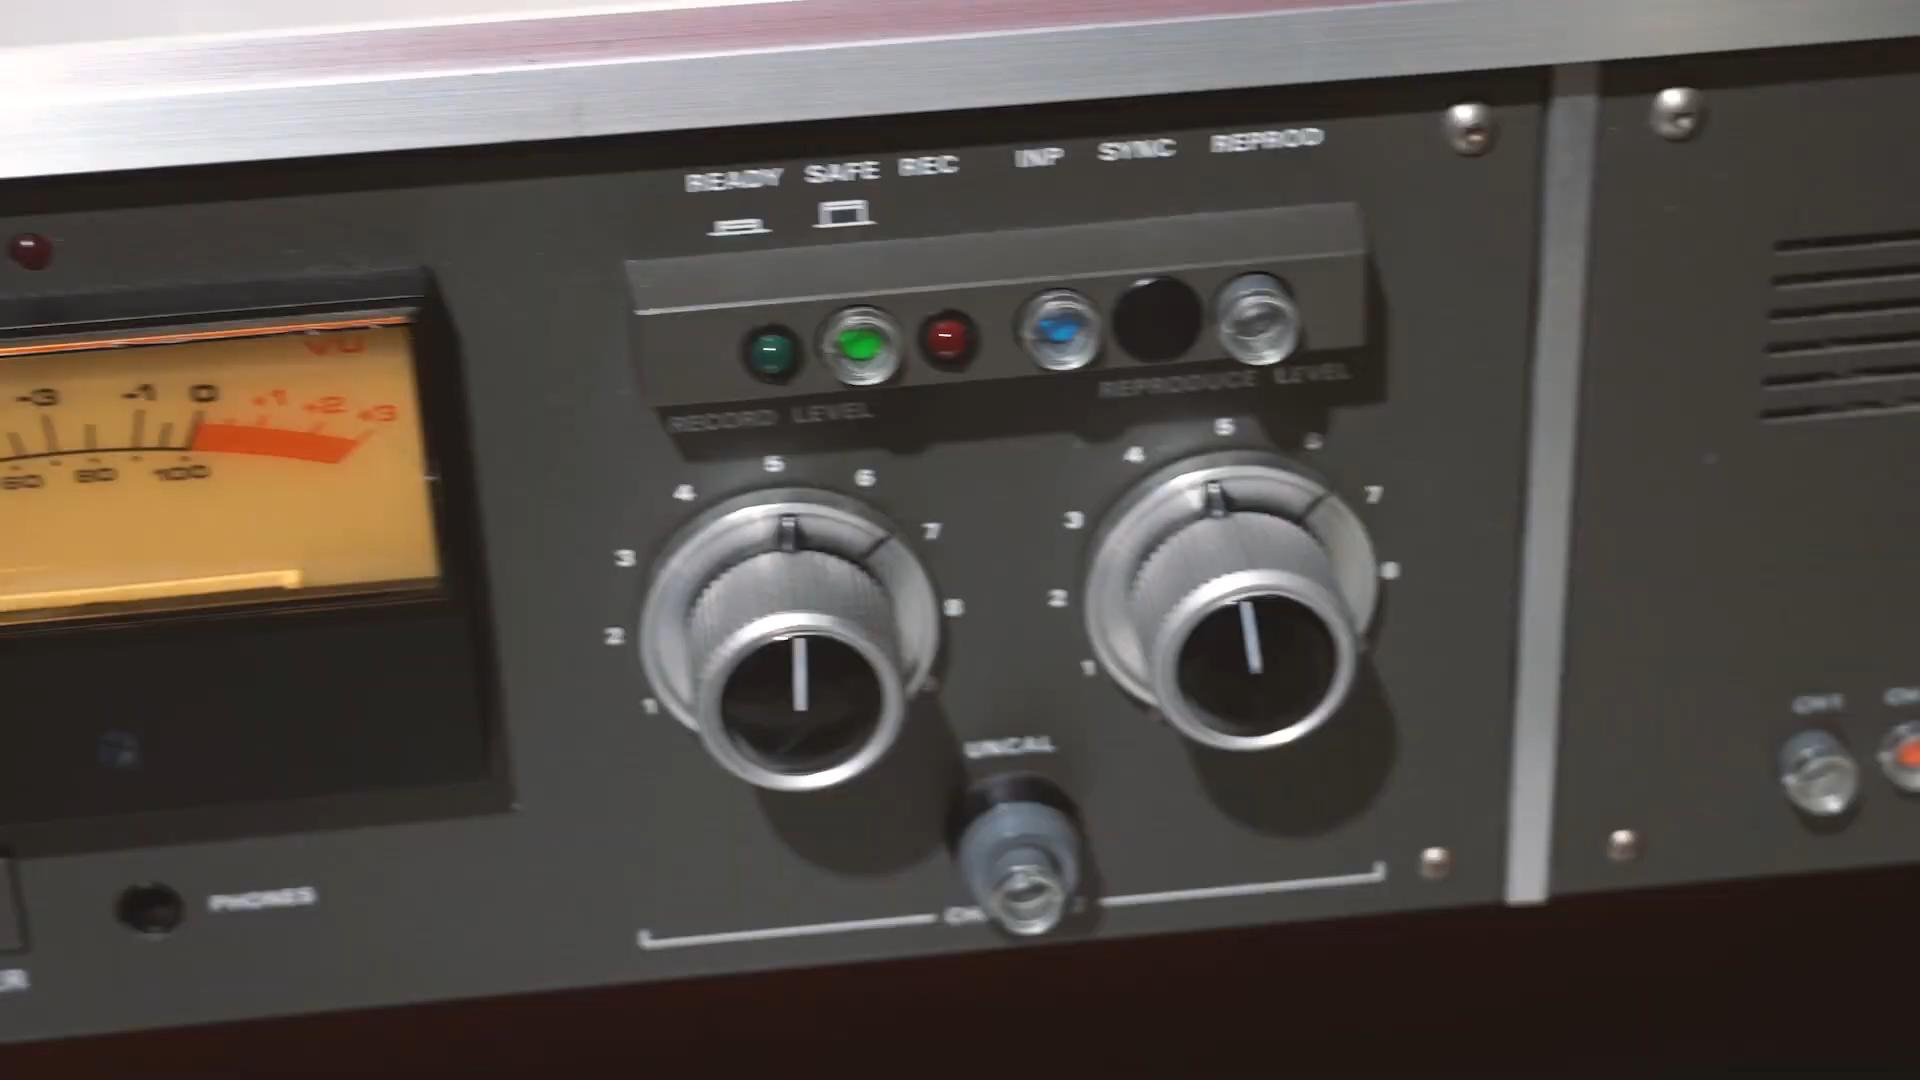 READY SAFE REC INP SYNC REPROD
VU
-3 -1 0 +1 +2 +3
60 80 100
RECORD LEVEL
REPRODUCE LEVEL
1 2 3 4 5 6 7 8
1 2 3 4 5 7
UNCAL
CH1
PHONES